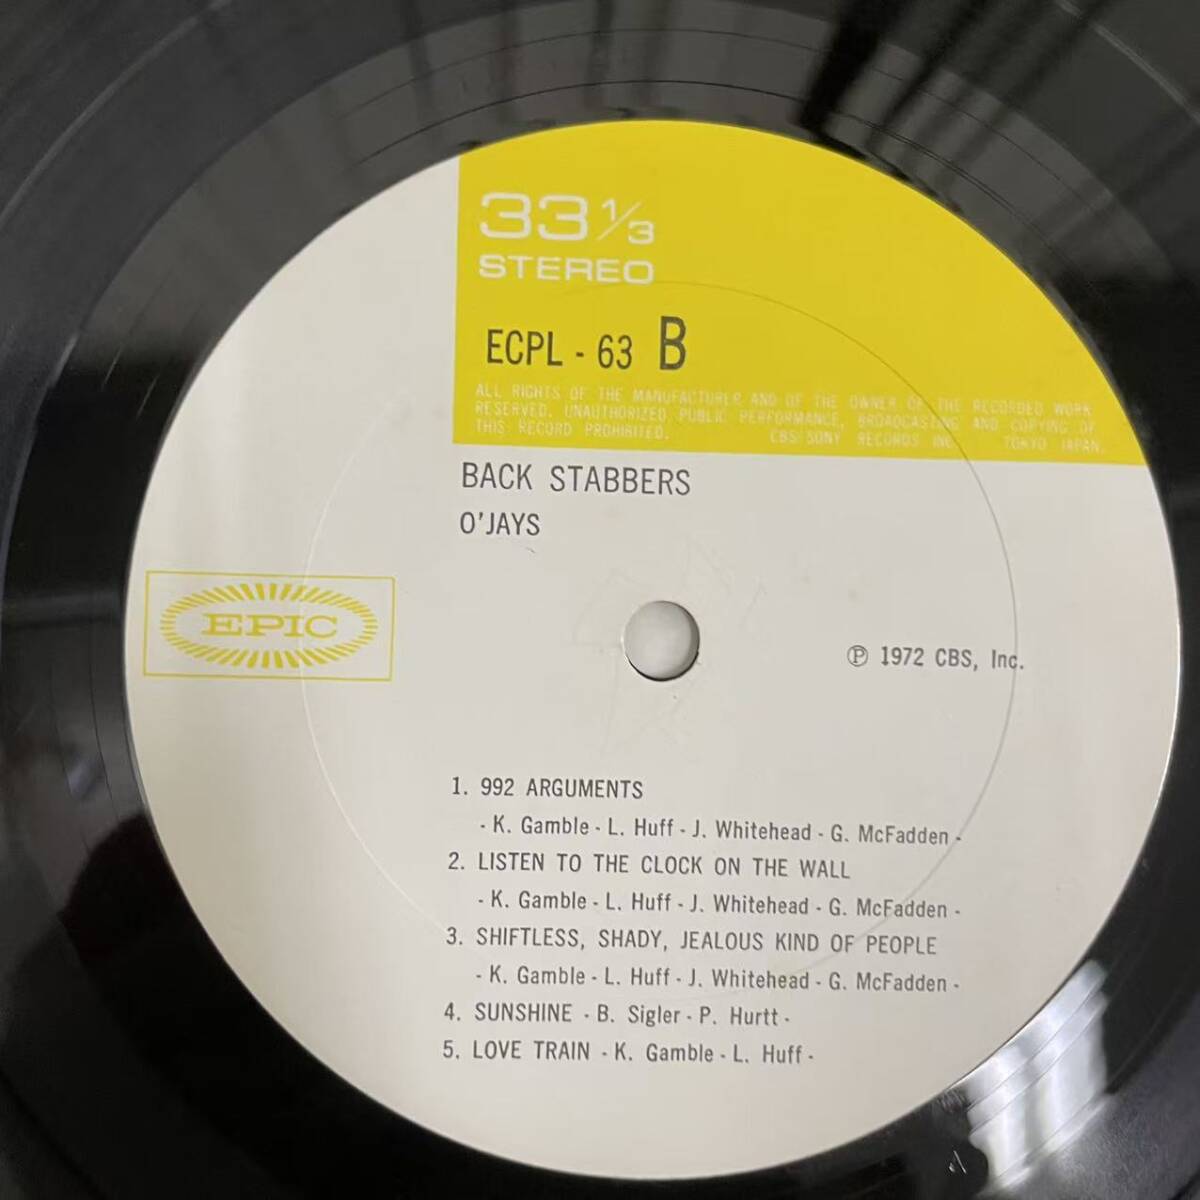 33 1/3
STEREO
ECPL - 63 B
ALL RIGHTS OF THE MANUFACTURER AND OF THE OWNER OF THE RECORDED WORK
RESERVED. UNAUTHORIZED PUBLIC PERFORMANCE, BROADCASTING AND COPYING OF
THIS RECORD PROHIBITED. CBS/SONY RECORDS INC. TOKYO JAPAN.
BACK STABBERS
O'JAYS
EPIC
℗ 1972 CBS, Inc.
1. 992 ARGUMENTS
- K. Gamble - L. Huff - J. Whitehead - G. McFadden -
2. LISTEN TO THE CLOCK ON THE WALL
- K. Gamble - L. Huff - J. Whitehead - G. McFadden -
3. SHIFTLESS, SHADY, JEALOUS KIND OF PEOPLE
- K. Gamble - L. Huff - J. Whitehead - G. McFadden -
4. SUNSHINE - B. Sigler - P. Hurtt -
5. LOVE TRAIN - K. Gamble - L. Huff -